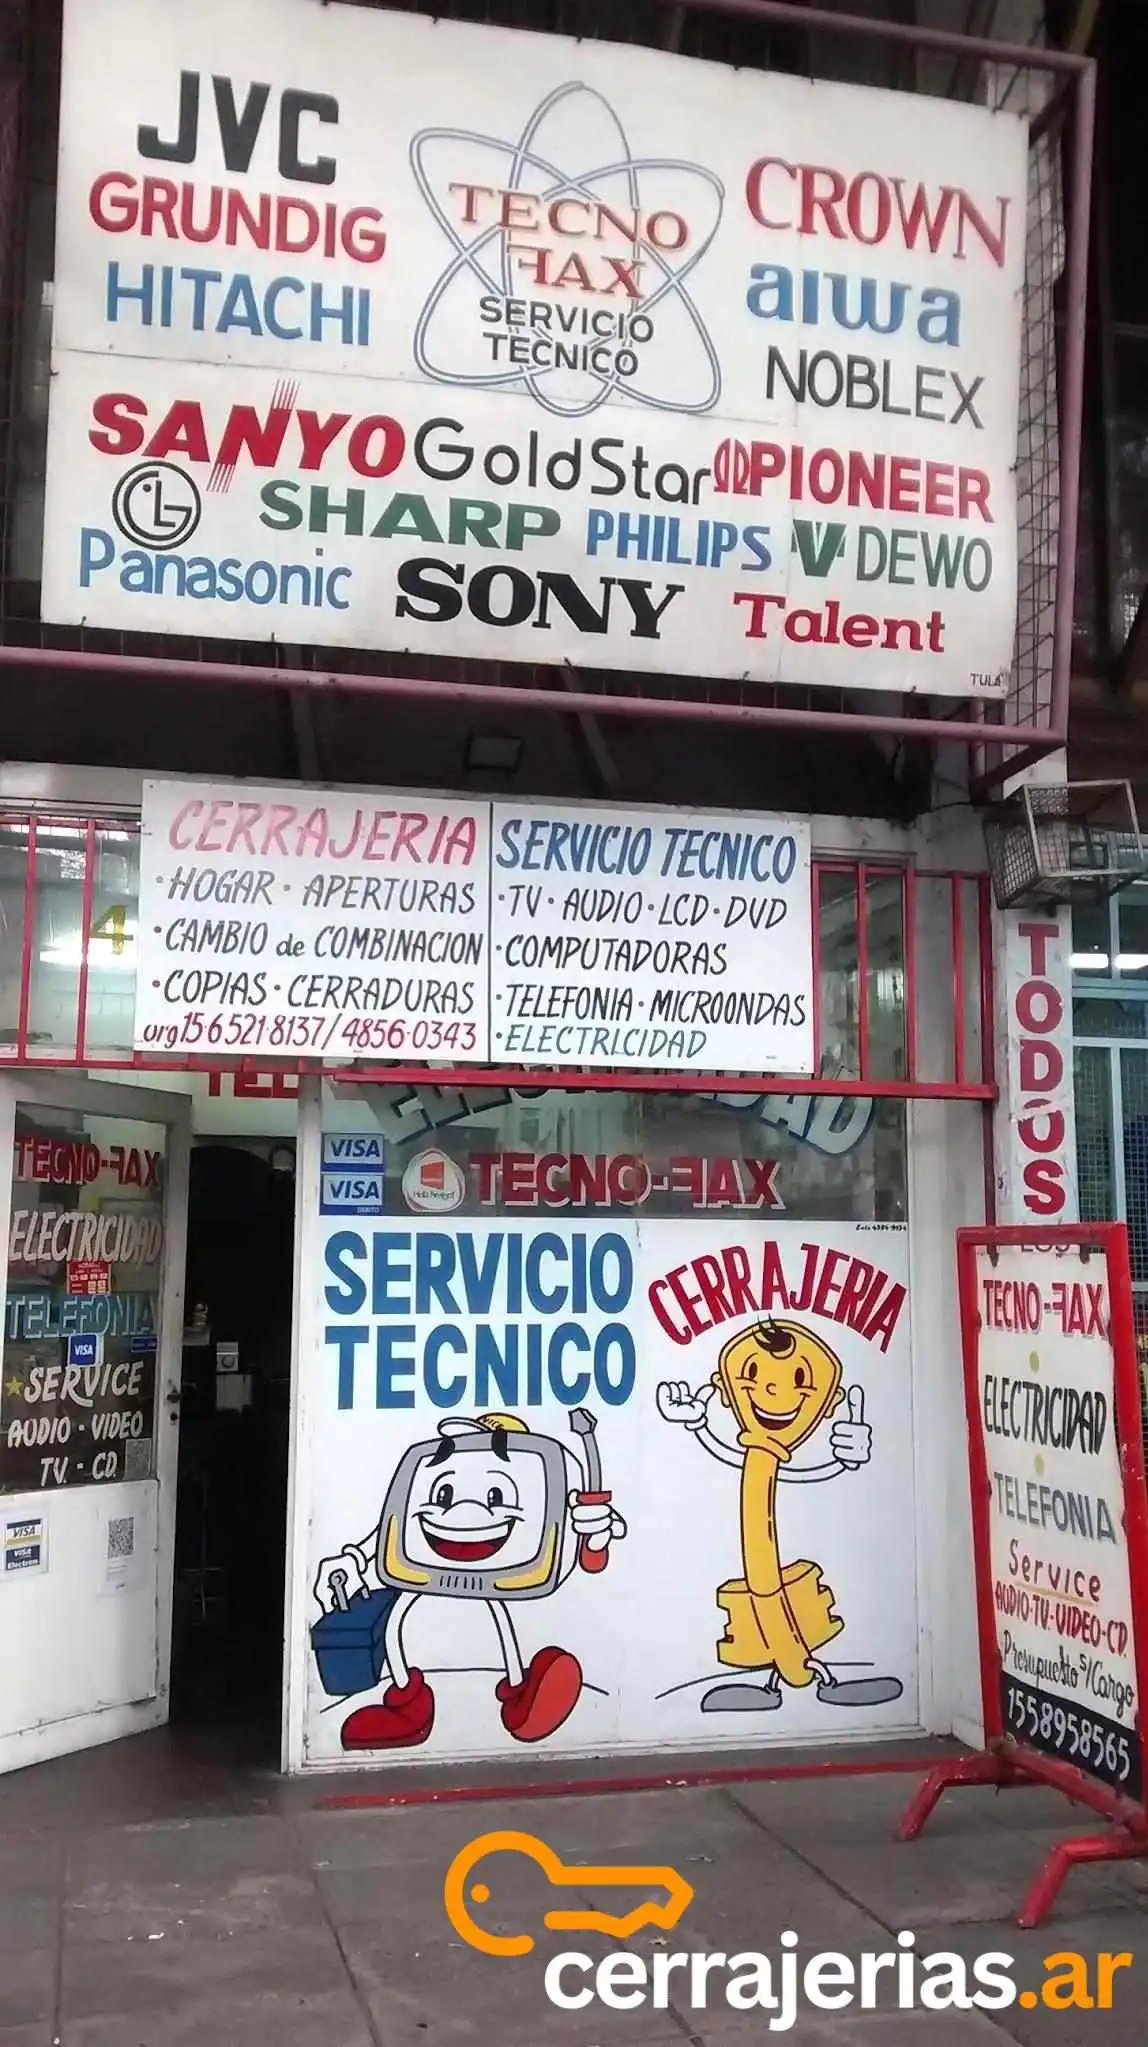 JVC
GRUNDIG
HITACHI
TECNO
FAX
SERVICIO
TECNICO
CROWN
aiwa
NOBLEX
SANYO GoldStar PIONEER
LG SHARP PHILIPS DEWO
Panasonic SONY Talent
TULA
CERRAJERIA
·HOGAR · APERTURAS
·CAMBIO de COMBINACION
·COPIAS · CERRADURAS
urg 15·6521·8137/4856·0343
SERVICIO TECNICO
·TV · AUDIO · LCD · DVD
·COMPUTADORAS
·TELEFONIA · MICROONDAS
·ELECTRICIDAD
4
TODOS
VISA
VISA
DEBITO
TECNO-FAX
SERVICIO
TECNICO
CERRAJERIA
TECNO-FAX
ELECTRICIDAD
TELEFONIA
VISA
SERVICE
AUDIO · VIDEO
TV. - CD.
VISA
VISA
Electron
TECNO-FAX
ELECTRICIDAD
TELEFONIA
Service
AUDIO-TV-VIDEO-CD.
Presupuesto s/Cargo
1558958565
cerrajerias.ar